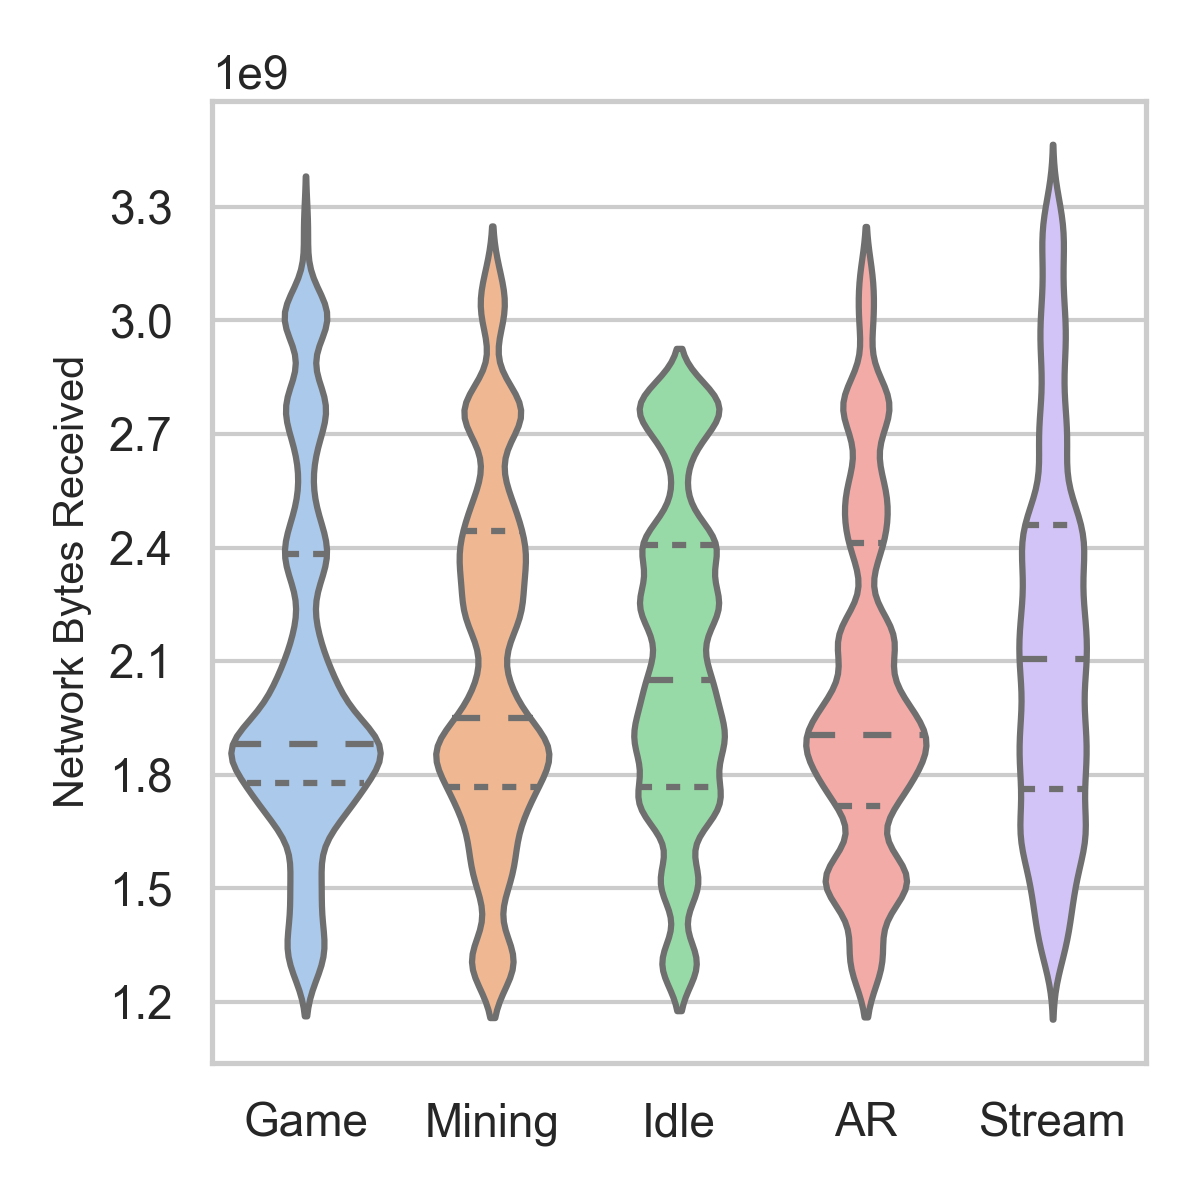 1e9
3.3
3.0
2.7
2.4
2.1
1.8
1.5
1.2
Network Bytes Received
Game Mining Idle AR Stream